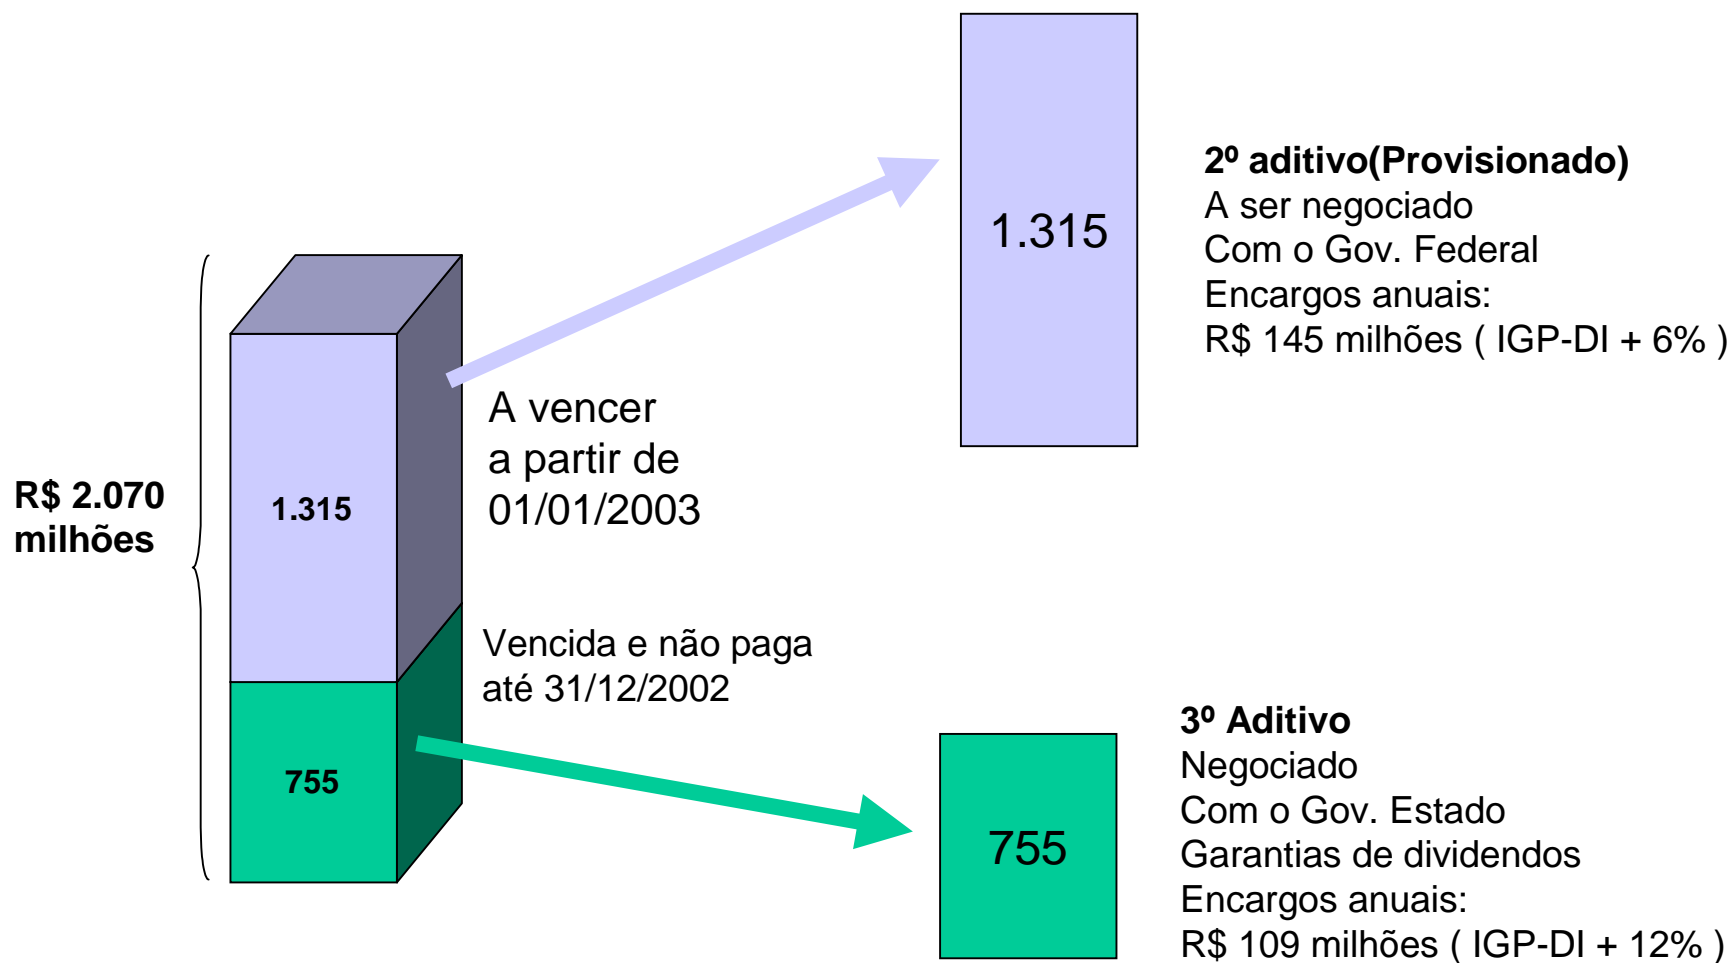 R$ 2.070
milhões
1.315
755
A vencer
a partir de
01/01/2003
Vencida e não paga
até 31/12/2002
1.315
2º aditivo(Provisionado)
A ser negociado
Com o Gov. Federal
Encargos anuais:
R$ 145 milhões ( IGP-DI + 6% )
755
3º Aditivo
Negociado
Com o Gov. Estado
Garantias de dividendos
Encargos anuais:
R$ 109 milhões ( IGP-DI + 12% )